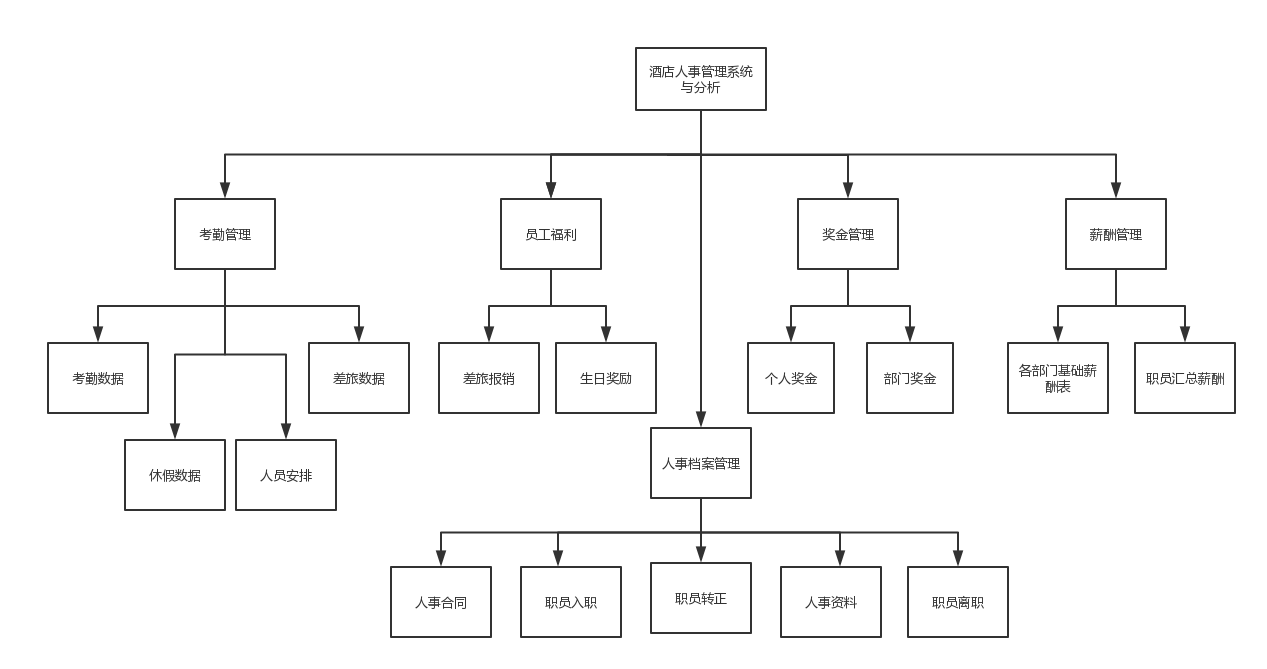 酒店人事管理系统
与分析
考勤管理
员工福利
奖金管理
薪酬管理
考勤数据
差旅数据
差旅报销
生日奖励
个人奖金
部门奖金
各部门基础薪
酬表
职员汇总薪酬
休假数据
人员安排
人事档案管理
人事合同
职员入职
职员转正
人事资料
职员离职